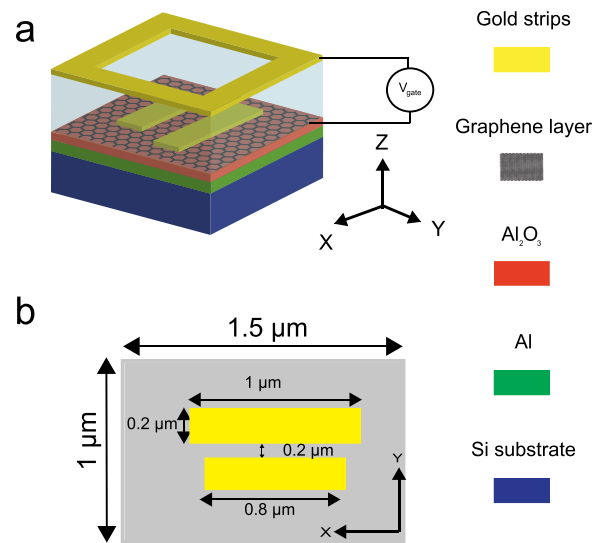 a
Gold strips
V_gate
Graphene layer
Z
X
Y
Al₂O₃
b
1.5 μm
Al
1 μm
1 μm
0.2 μm
0.2 μm
Y
0.8 μm
X
Si substrate